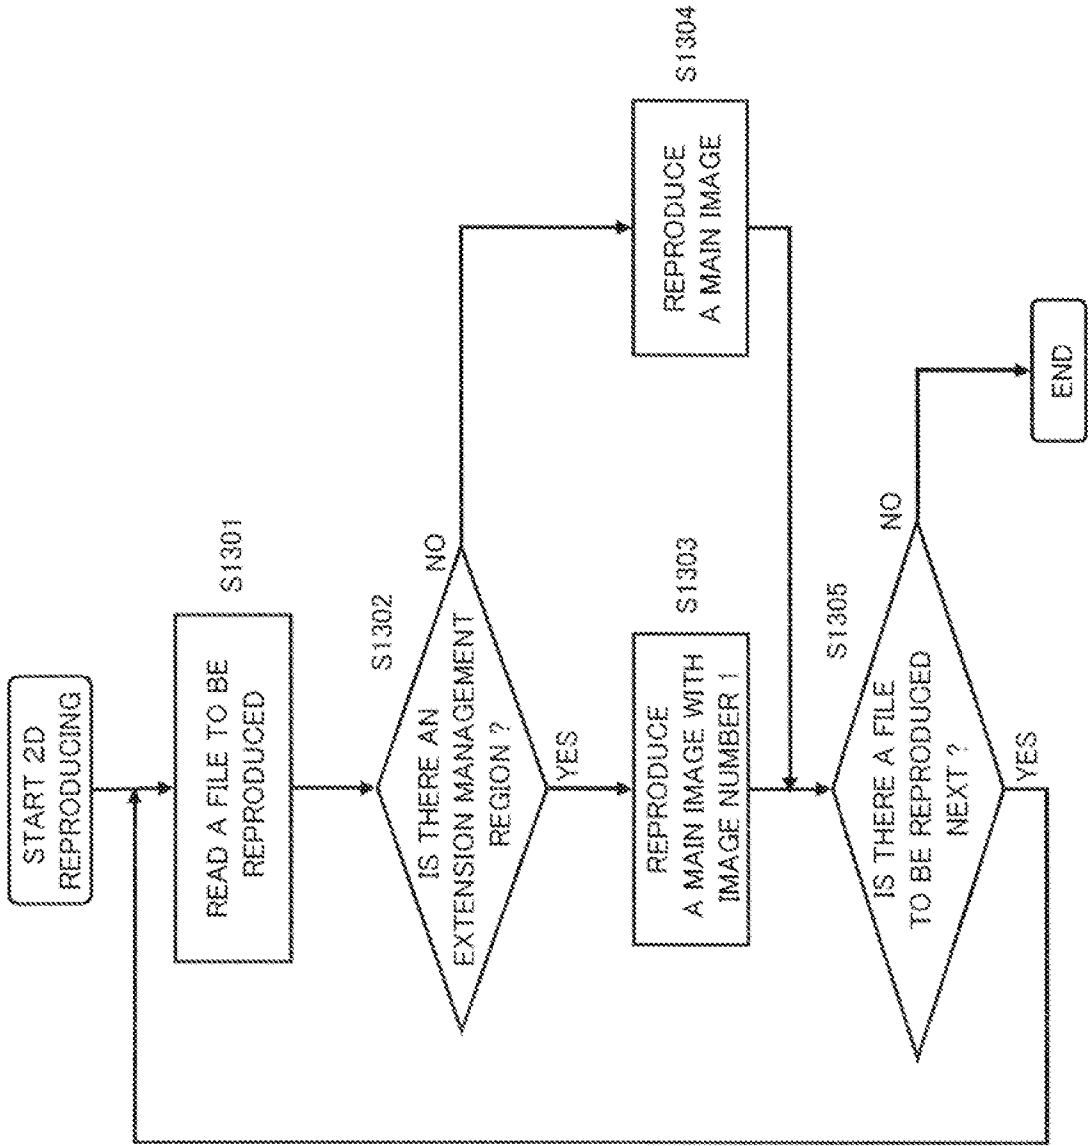 START 2D
REPRODUCING
READ A FILE TO BE
REPRODUCED
S1301
IS THERE AN
EXTENSION MANAGEMENT
REGION ?
S1302
NO
YES
REPRODUCE
A MAIN IMAGE WITH
IMAGE NUMBER 1
S1303
REPRODUCE
A MAIN IMAGE
S1304
IS THERE A FILE
TO BE REPRODUCED
NEXT ?
S1305
NO
YES
END